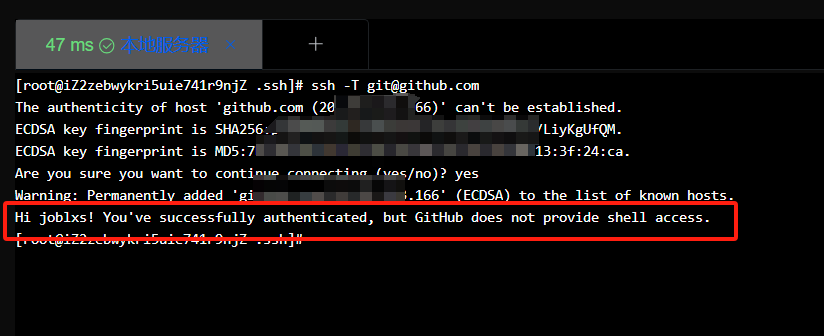 47 ms 本地服务器 × +
[root@iZ2zebwykri5uie741r9njZ .ssh]# ssh -T git@github.com
The authenticity of host 'github.com (20 66)' can't be established.
ECDSA key fingerprint is SHA256: /LiyKgUfQM.
ECDSA key fingerprint is MD5:7 13:3f:24:ca.
Are you sure you want to continue connecting (yes/no)? yes
Warning: Permanently added 'gi .166' (ECDSA) to the list of known hosts.
Hi joblxs! You've successfully authenticated, but GitHub does not provide shell access.
[root@iZ2zebwykri5uie741r9njZ .ssh]#